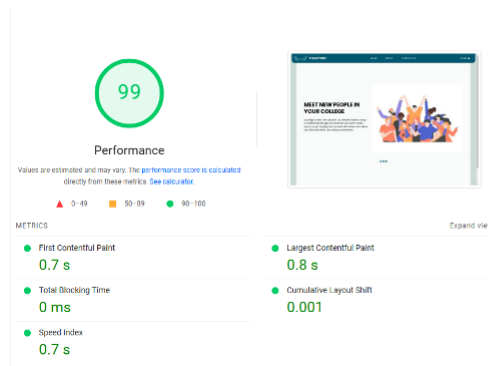 99
Performance
Values are estimated and may vary. The performance score is calculated
directly from these metrics. See calculator.
0–49
50–89
90–100
MEET NEW PEOPLE IN
YOUR COLLEGE
METRICS
Expand vie
First Contentful Paint
0.7 s
Largest Contentful Paint
0.8 s
Total Blocking Time
0 ms
Cumulative Layout Shift
0.001
Speed Index
0.7 s